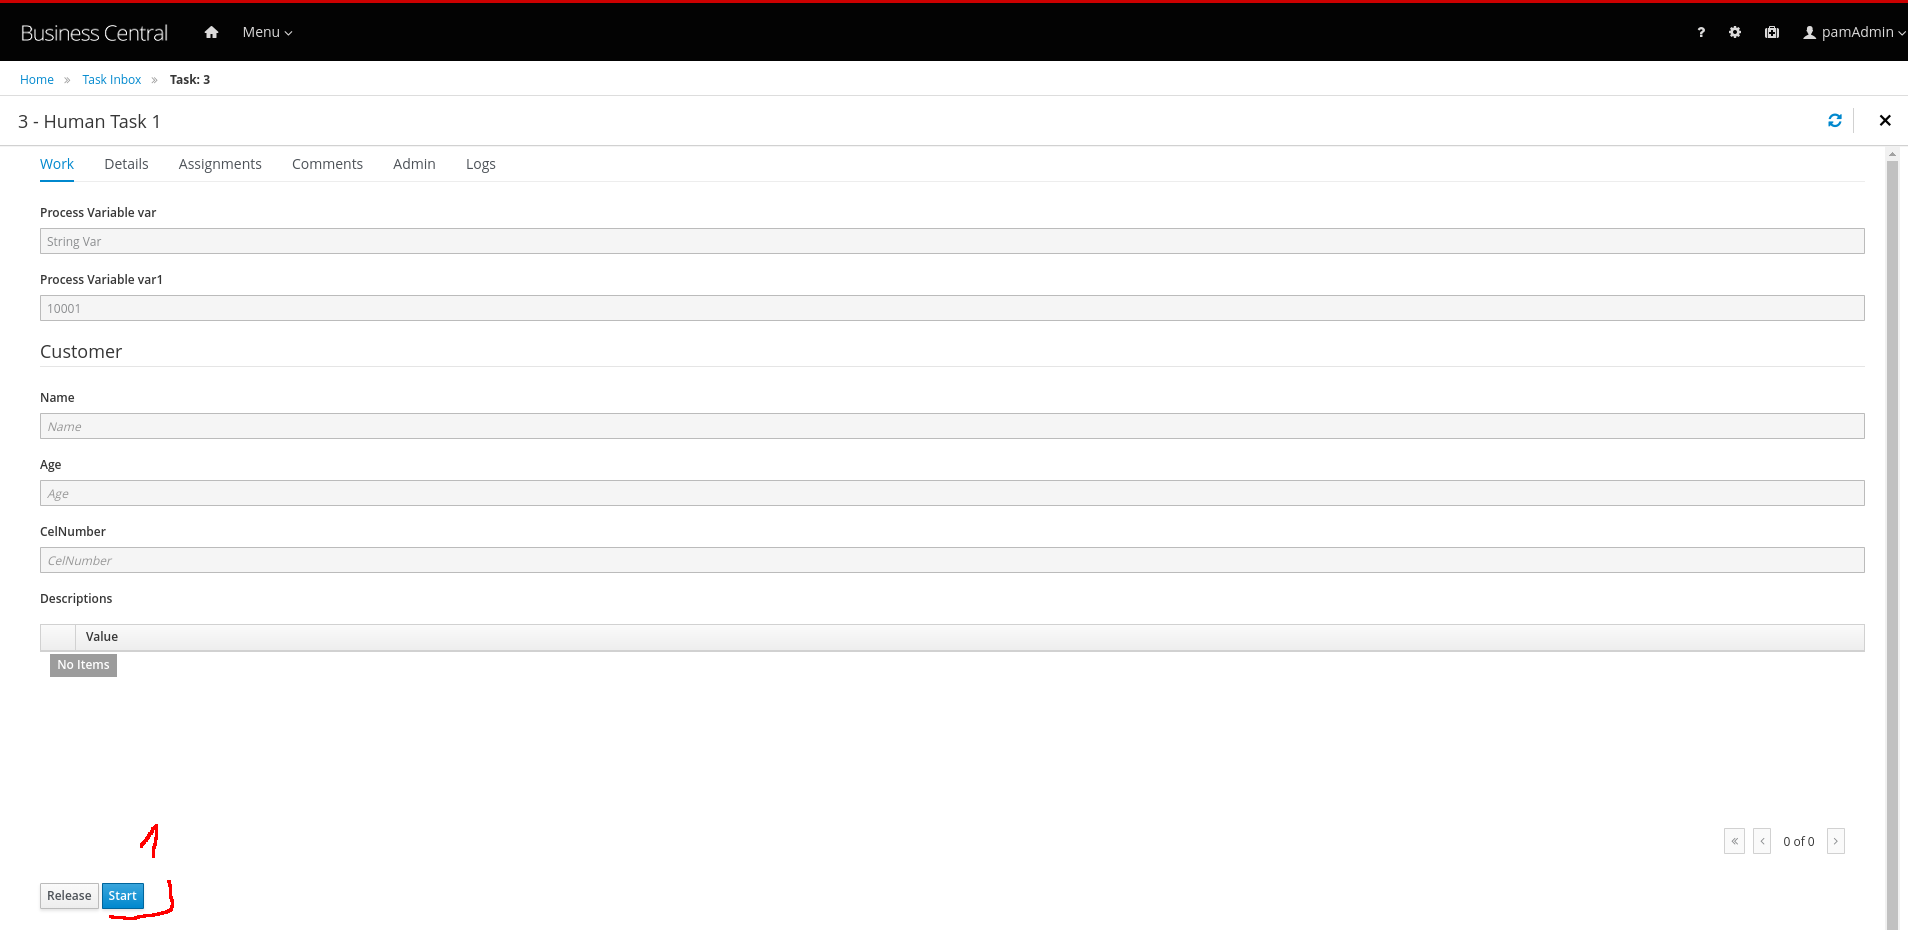 Business Central Menu ? pamAdmin
Home » Task Inbox » Task: 3
3 - Human Task 1
Work Details Assignments Comments Admin Logs
Process Variable var
String Var
Process Variable var1
10001
Customer
Name
Name
Age
Age
CelNumber
CelNumber
Descriptions
Value
No Items
1
« ‹ 0 of 0 ›
Release Start